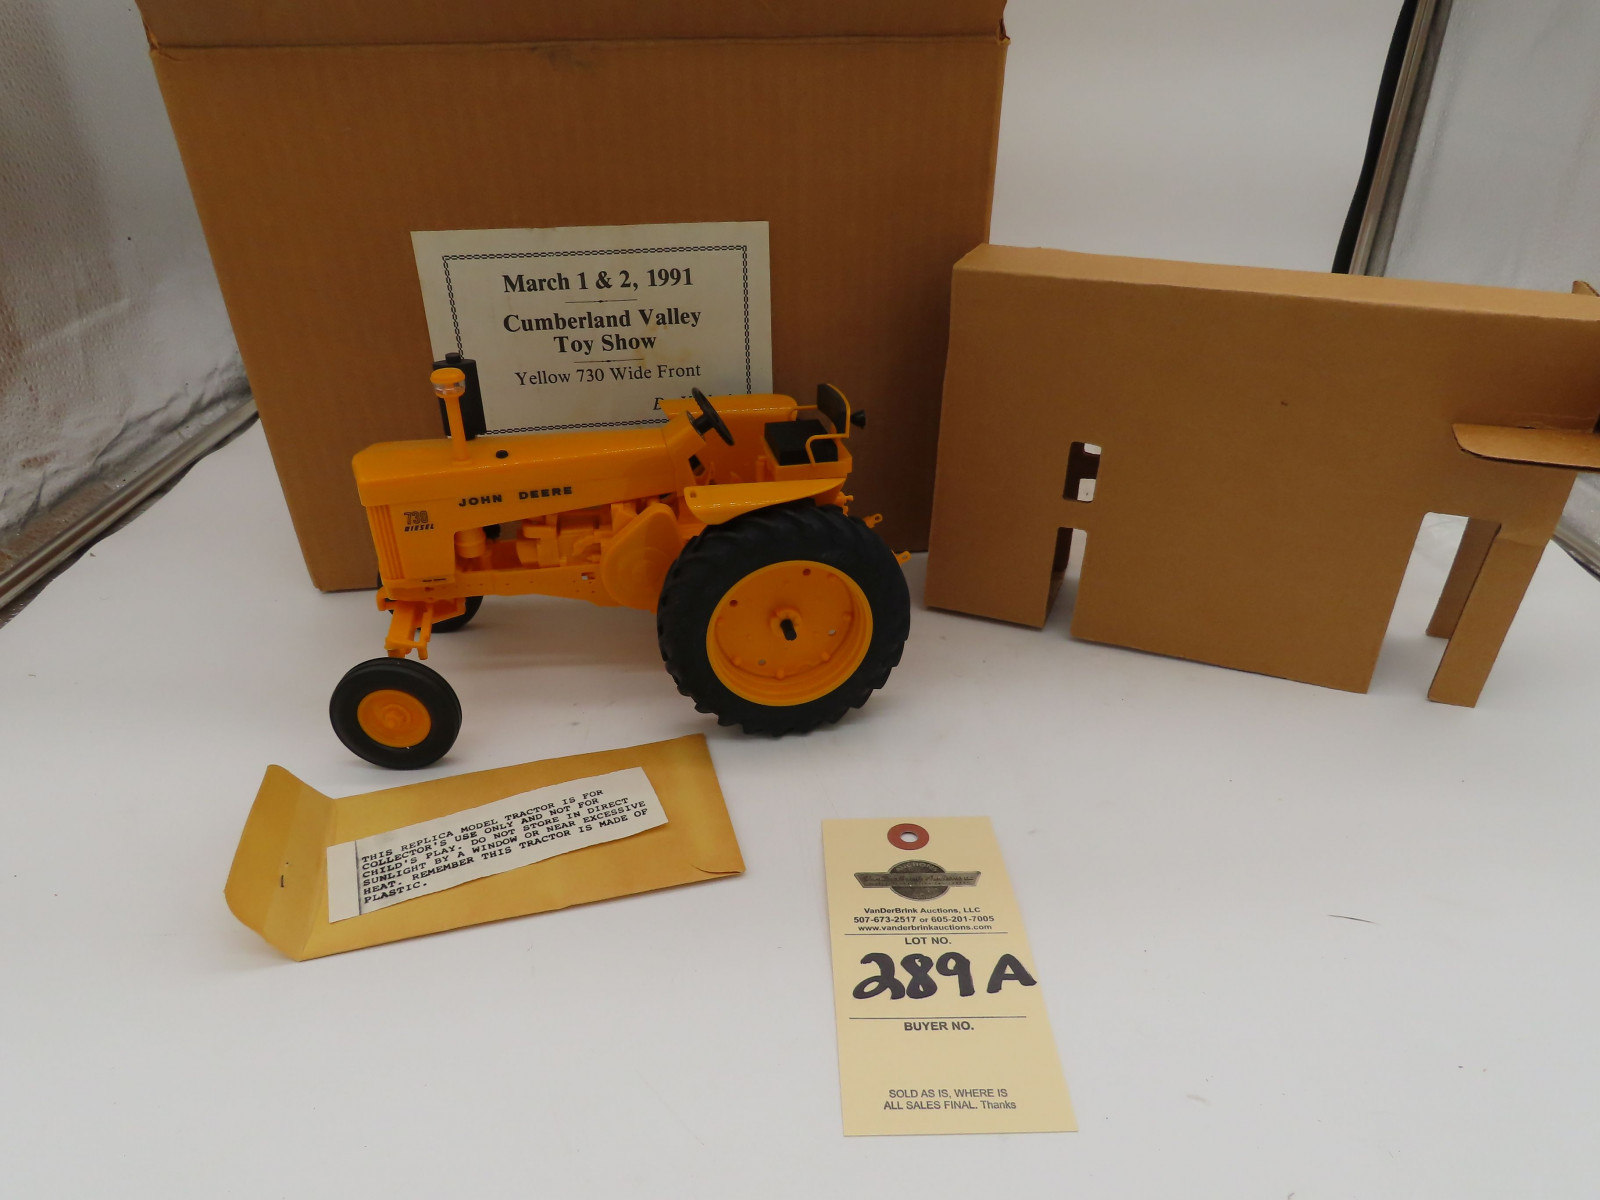 March 1 & 2, 1991
Cumberland Valley
Toy Show
Yellow 730 Wide Front
JOHN DEERE
730
DIESEL
THIS REPLICA MODEL TRACTOR IS FOR
COLLECTOR'S USE ONLY AND NOT FOR
CHILD'S PLAY. DO NOT STORE IN DIRECT
SUNLIGHT BY A WINDOW OR NEAR EXCESSIVE
HEAT. REMEMBER THIS TRACTOR IS MADE OF
PLASTIC.
VanDerBrink Auctions, LLC
507-673-2517 or 605-201-7005
www.vanderbrinkauctions.com
LOT NO.
289A
BUYER NO.
SOLD AS IS, WHERE IS
ALL SALES FINAL. Thanks